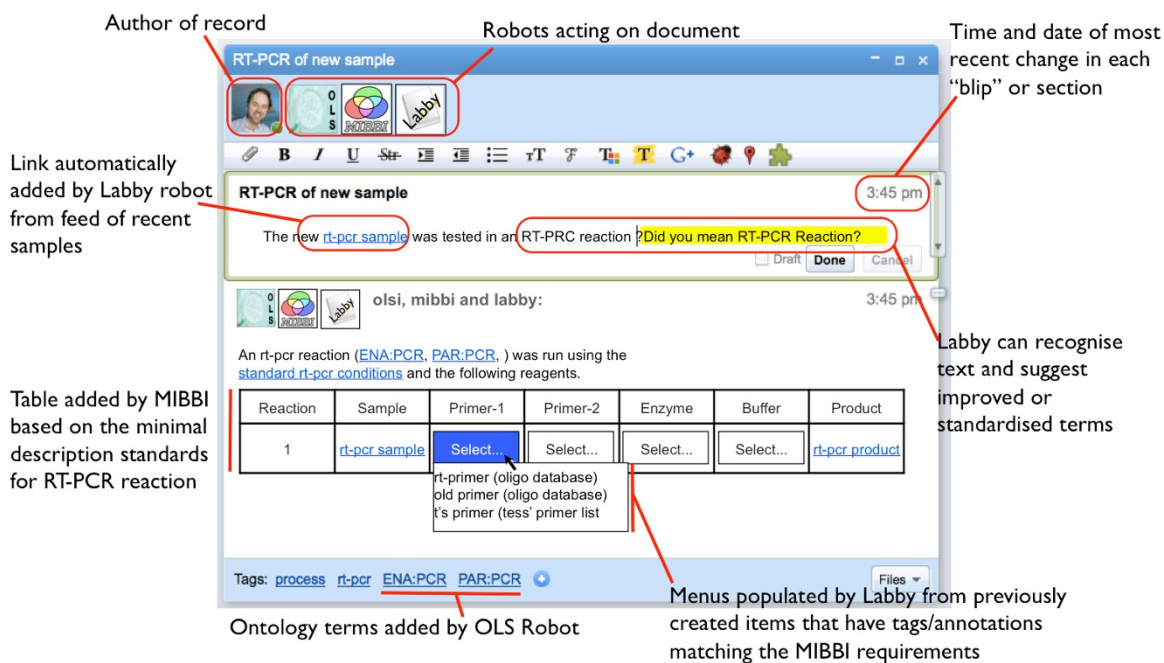 Author of record
Robots acting on document
Time and date of most
recent change in each
“blip” or section
RT-PCR of new sample
O
L
S
MIBBI
Labby
B I U Str T F T T G+
Link automatically
added by Labby robot
from feed of recent
samples
RT-PCR of new sample
3:45 pm
The new rt-pcr sample was tested in an RT-PRC reaction ?Did you mean RT-PCR Reaction?
Draft Done Cancel
O
L
S
MIBBI
Labby
olsi, mibbi and labby:
3:45 pm
Labby can recognise
text and suggest
improved or
standardised terms
An rt-pcr reaction (ENA:PCR, PAR:PCR, ) was run using the
standard rt-pcr conditions and the following reagents.
Table added by MIBBI
based on the minimal
description standards
for RT-PCR reaction
Reaction Sample Primer-1 Primer-2 Enzyme Buffer Product
1 rt-pcr sample Select... Select... Select... Select... rt-pcr product
rt-primer (oligo database)
old primer (oligo database)
t's primer (tess' primer list
Tags: process rt-pcr ENA:PCR PAR:PCR
Files
Ontology terms added by OLS Robot
Menus populated by Labby from previously
created items that have tags/annotations
matching the MIBBI requirements